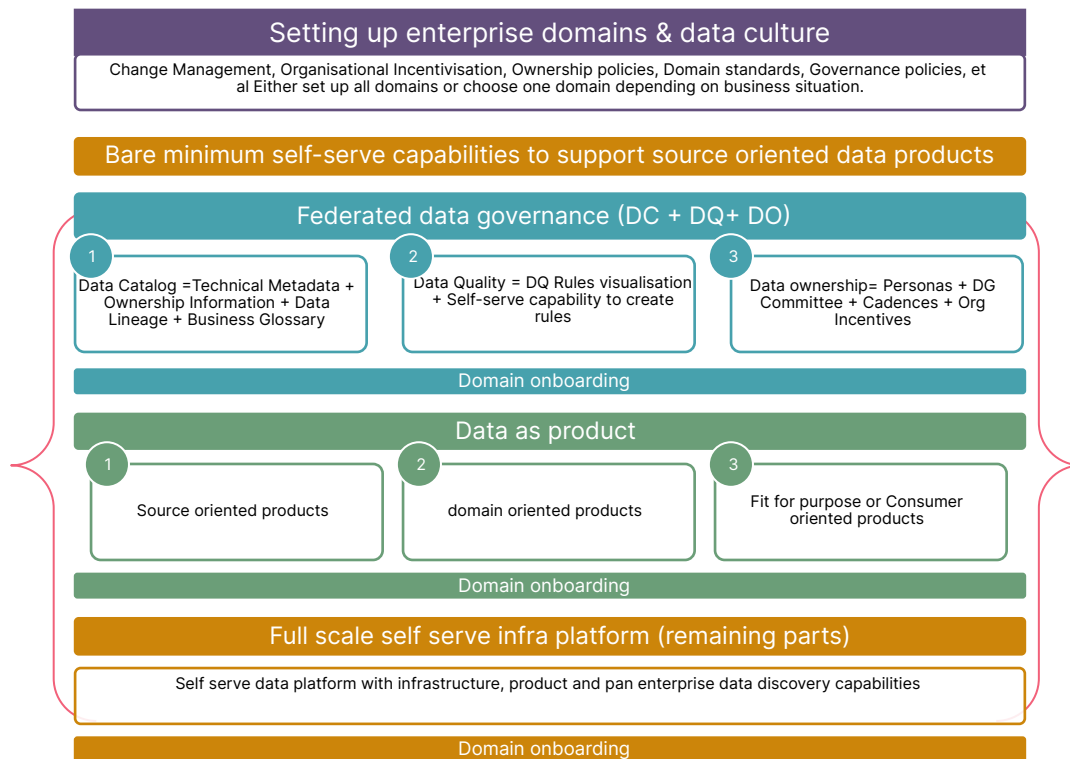 Setting up enterprise domains & data culture
Change Management, Organisational Incentivisation, Ownership policies, Domain standards, Governance policies, et
al Either set up all domains or choose one domain depending on business situation.
Bare minimum self-serve capabilities to support source oriented data products
Federated data governance (DC + DQ+ DO)
1
Data Catalog =Technical Metadata +
Ownership Information + Data
Lineage + Business Glossary
2
Data Quality = DQ Rules visualisation
+ Self-serve capability to create
rules
3
Data ownership= Personas + DG
Committee + Cadences + Org
Incentives
Domain onboarding
Data as product
1
Source oriented products
2
domain oriented products
3
Fit for purpose or Consumer
oriented products
Domain onboarding
Full scale self serve infra platform (remaining parts)
Self serve data platform with infrastructure, product and pan enterprise data discovery capabilities
Domain onboarding